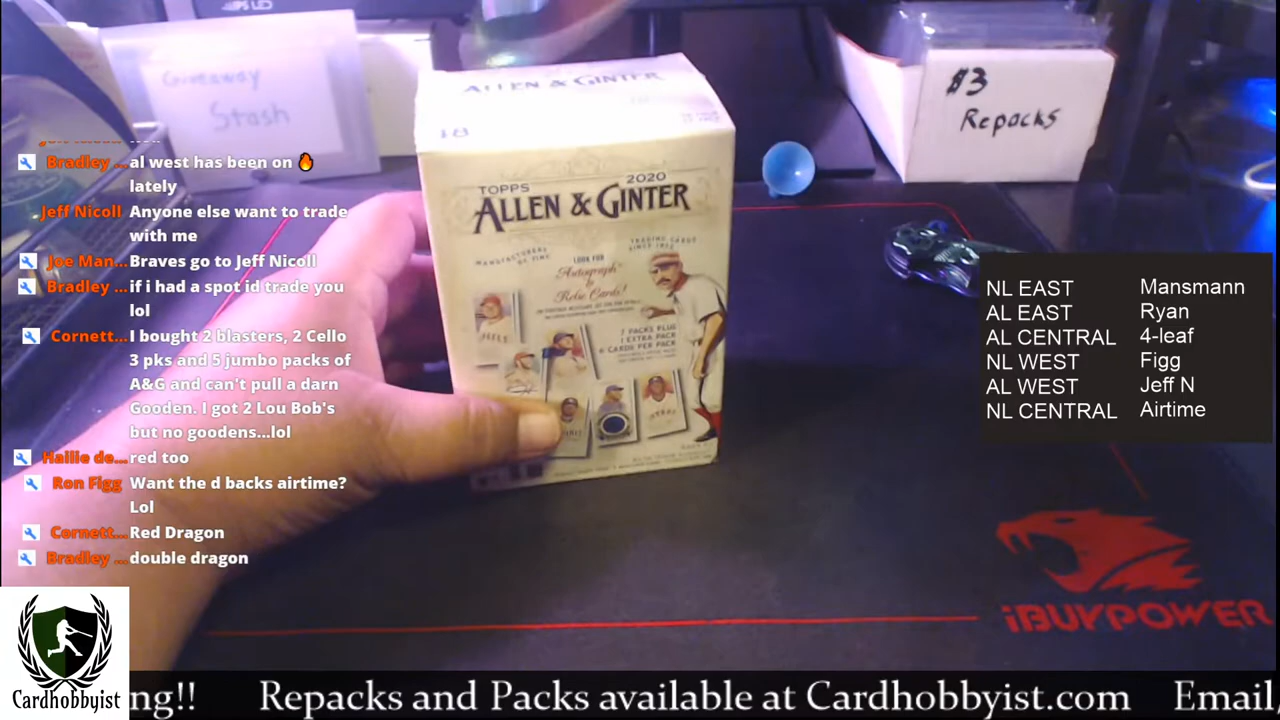 Giveaway
Stash
$3
Repacks
ALLEN & GINTER
18
TOPPS 2020
ALLEN & GINTER
MANUFACTURERS
OF FINE
TRADING CARDS
LOOK FOR
Autograph
&
Relic Cards!
7 PACKS PLUS
1 EXTRA PACK
6 CARDS PER PACK
Bradley ... al west has been on 🔥
lately
Jeff Nicoll Anyone else want to trade
with me
Joe Man... Braves go to Jeff Nicoll
Bradley ... if i had a spot id trade you
lol
Cornett... I bought 2 blasters, 2 Cello
3 pks and 5 jumbo packs of
A&G and can't pull a darn
Gooden. I got 2 Lou Bob's
but no goodens...lol
Hailie de... red too
Ron Figg Want the d backs airtime?
Lol
Cornett... Red Dragon
Bradley ... double dragon
NL EAST Mansmann
AL EAST Ryan
AL CENTRAL 4-leaf
NL WEST Figg
AL WEST Jeff N
NL CENTRAL Airtime
iBUYPOWER
Cardhobbyist
ng!! Repacks and Packs available at Cardhobbyist.com Email,